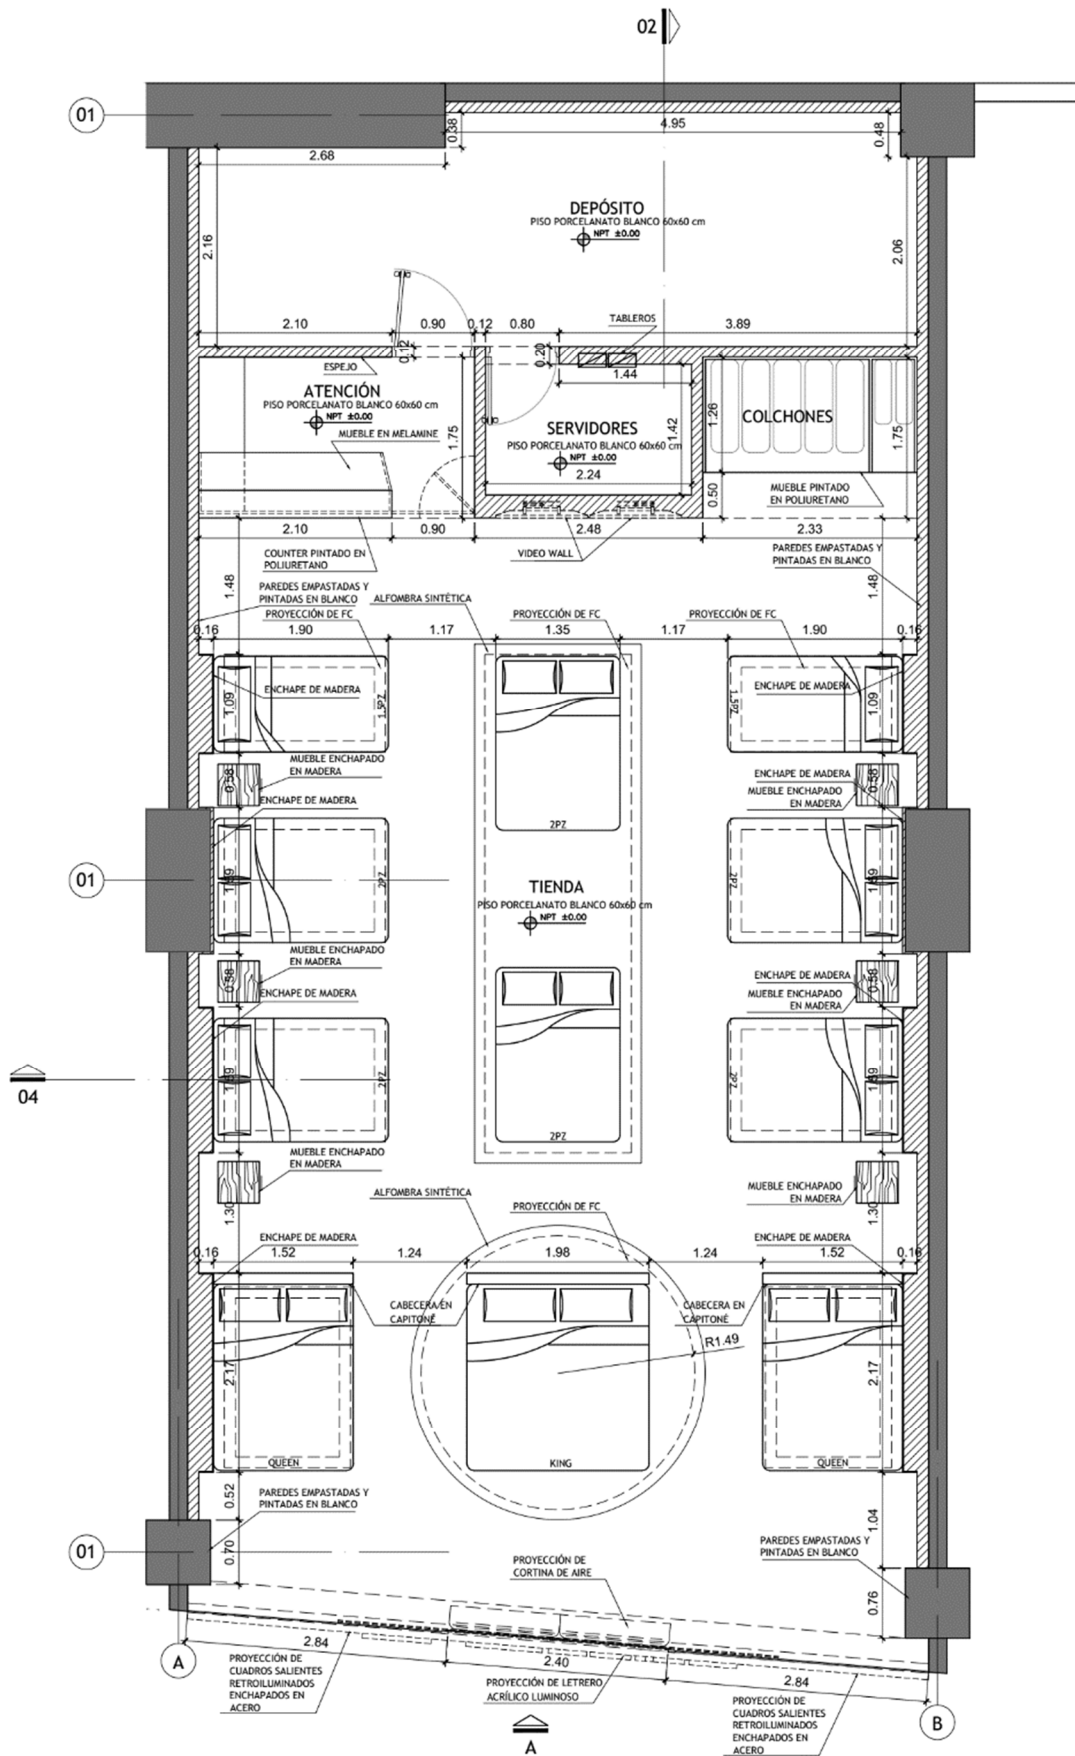 02
01
0.38
4.95
0.48
2.68
DEPÓSITO
PISO PORCELANATO BLANCO 60x60 cm
NPT ±0.00
2.16
2.06
TABLEROS
2.10
0.90
0.12
0.80
3.89
0.12
0.20
ESPEJO
1.44
ATENCIÓN
PISO PORCELANATO BLANCO 60x60 cm
NPT ±0.00
MUEBLE EN MELAMINE
1.75
SERVIDORES
PISO PORCELANATO BLANCO 60x60 cm
NPT ±0.00
1.42
2.24
1.26
COLCHONES
1.75
0.50
MUEBLE PINTADO
EN POLIURETANO
2.10
0.90
2.48
2.33
COUNTER PINTADO EN
POLIURETANO
VIDEO WALL
PAREDES EMPASTADAS Y
PINTADAS EN BLANCO
1.48
1.48
PAREDES EMPASTADAS Y
PINTADAS EN BLANCO
ALFOMBRA SINTÉTICA
PROYECCIÓN DE FC
PROYECCIÓN DE FC
PROYECCIÓN DE FC
0.16
1.90
1.17
1.35
1.17
1.90
0.16
ENCHAPE DE MADERA
1.09
1.5PZ
1.5PZ
ENCHAPE DE MADERA
1.09
MUEBLE ENCHAPADO
EN MADERA
0.58
ENCHAPE DE MADERA
ENCHAPE DE MADERA
MUEBLE ENCHAPADO
EN MADERA
0.58
2PZ
01
2PZ
2PZ
TIENDA
PISO PORCELANATO BLANCO 60x60 cm
NPT ±0.00
MUEBLE ENCHAPADO
EN MADERA
0.58
ENCHAPE DE MADERA
ENCHAPE DE MADERA
MUEBLE ENCHAPADO
EN MADERA
0.58
04
2PZ
2PZ
2PZ
MUEBLE ENCHAPADO
EN MADERA
1.30
MUEBLE ENCHAPADO
EN MADERA
1.30
ALFOMBRA SINTÉTICA
PROYECCIÓN DE FC
ENCHAPE DE MADERA
ENCHAPE DE MADERA
0.16
1.52
1.24
1.98
1.24
1.52
0.16
CABECERA EN
CAPITONÉ
CABECERA EN
CAPITONÉ
R1.49
2.17
2.17
QUEEN
KING
QUEEN
0.52
PAREDES EMPASTADAS Y
PINTADAS EN BLANCO
1.04
01
0.70
PROYECCIÓN DE
CORTINA DE AIRE
PAREDES EMPASTADAS Y
PINTADAS EN BLANCO
0.76
2.84
2.40
2.84
A
PROYECCIÓN DE
CUADROS SALIENTES
RETROILUMINADOS
ENCHAPADOS EN
ACERO
PROYECCIÓN DE LETRERO
ACRÍLICO LUMINOSO
PROYECCIÓN DE
CUADROS SALIENTES
RETROILUMINADOS
ENCHAPADOS EN
ACERO
B
A